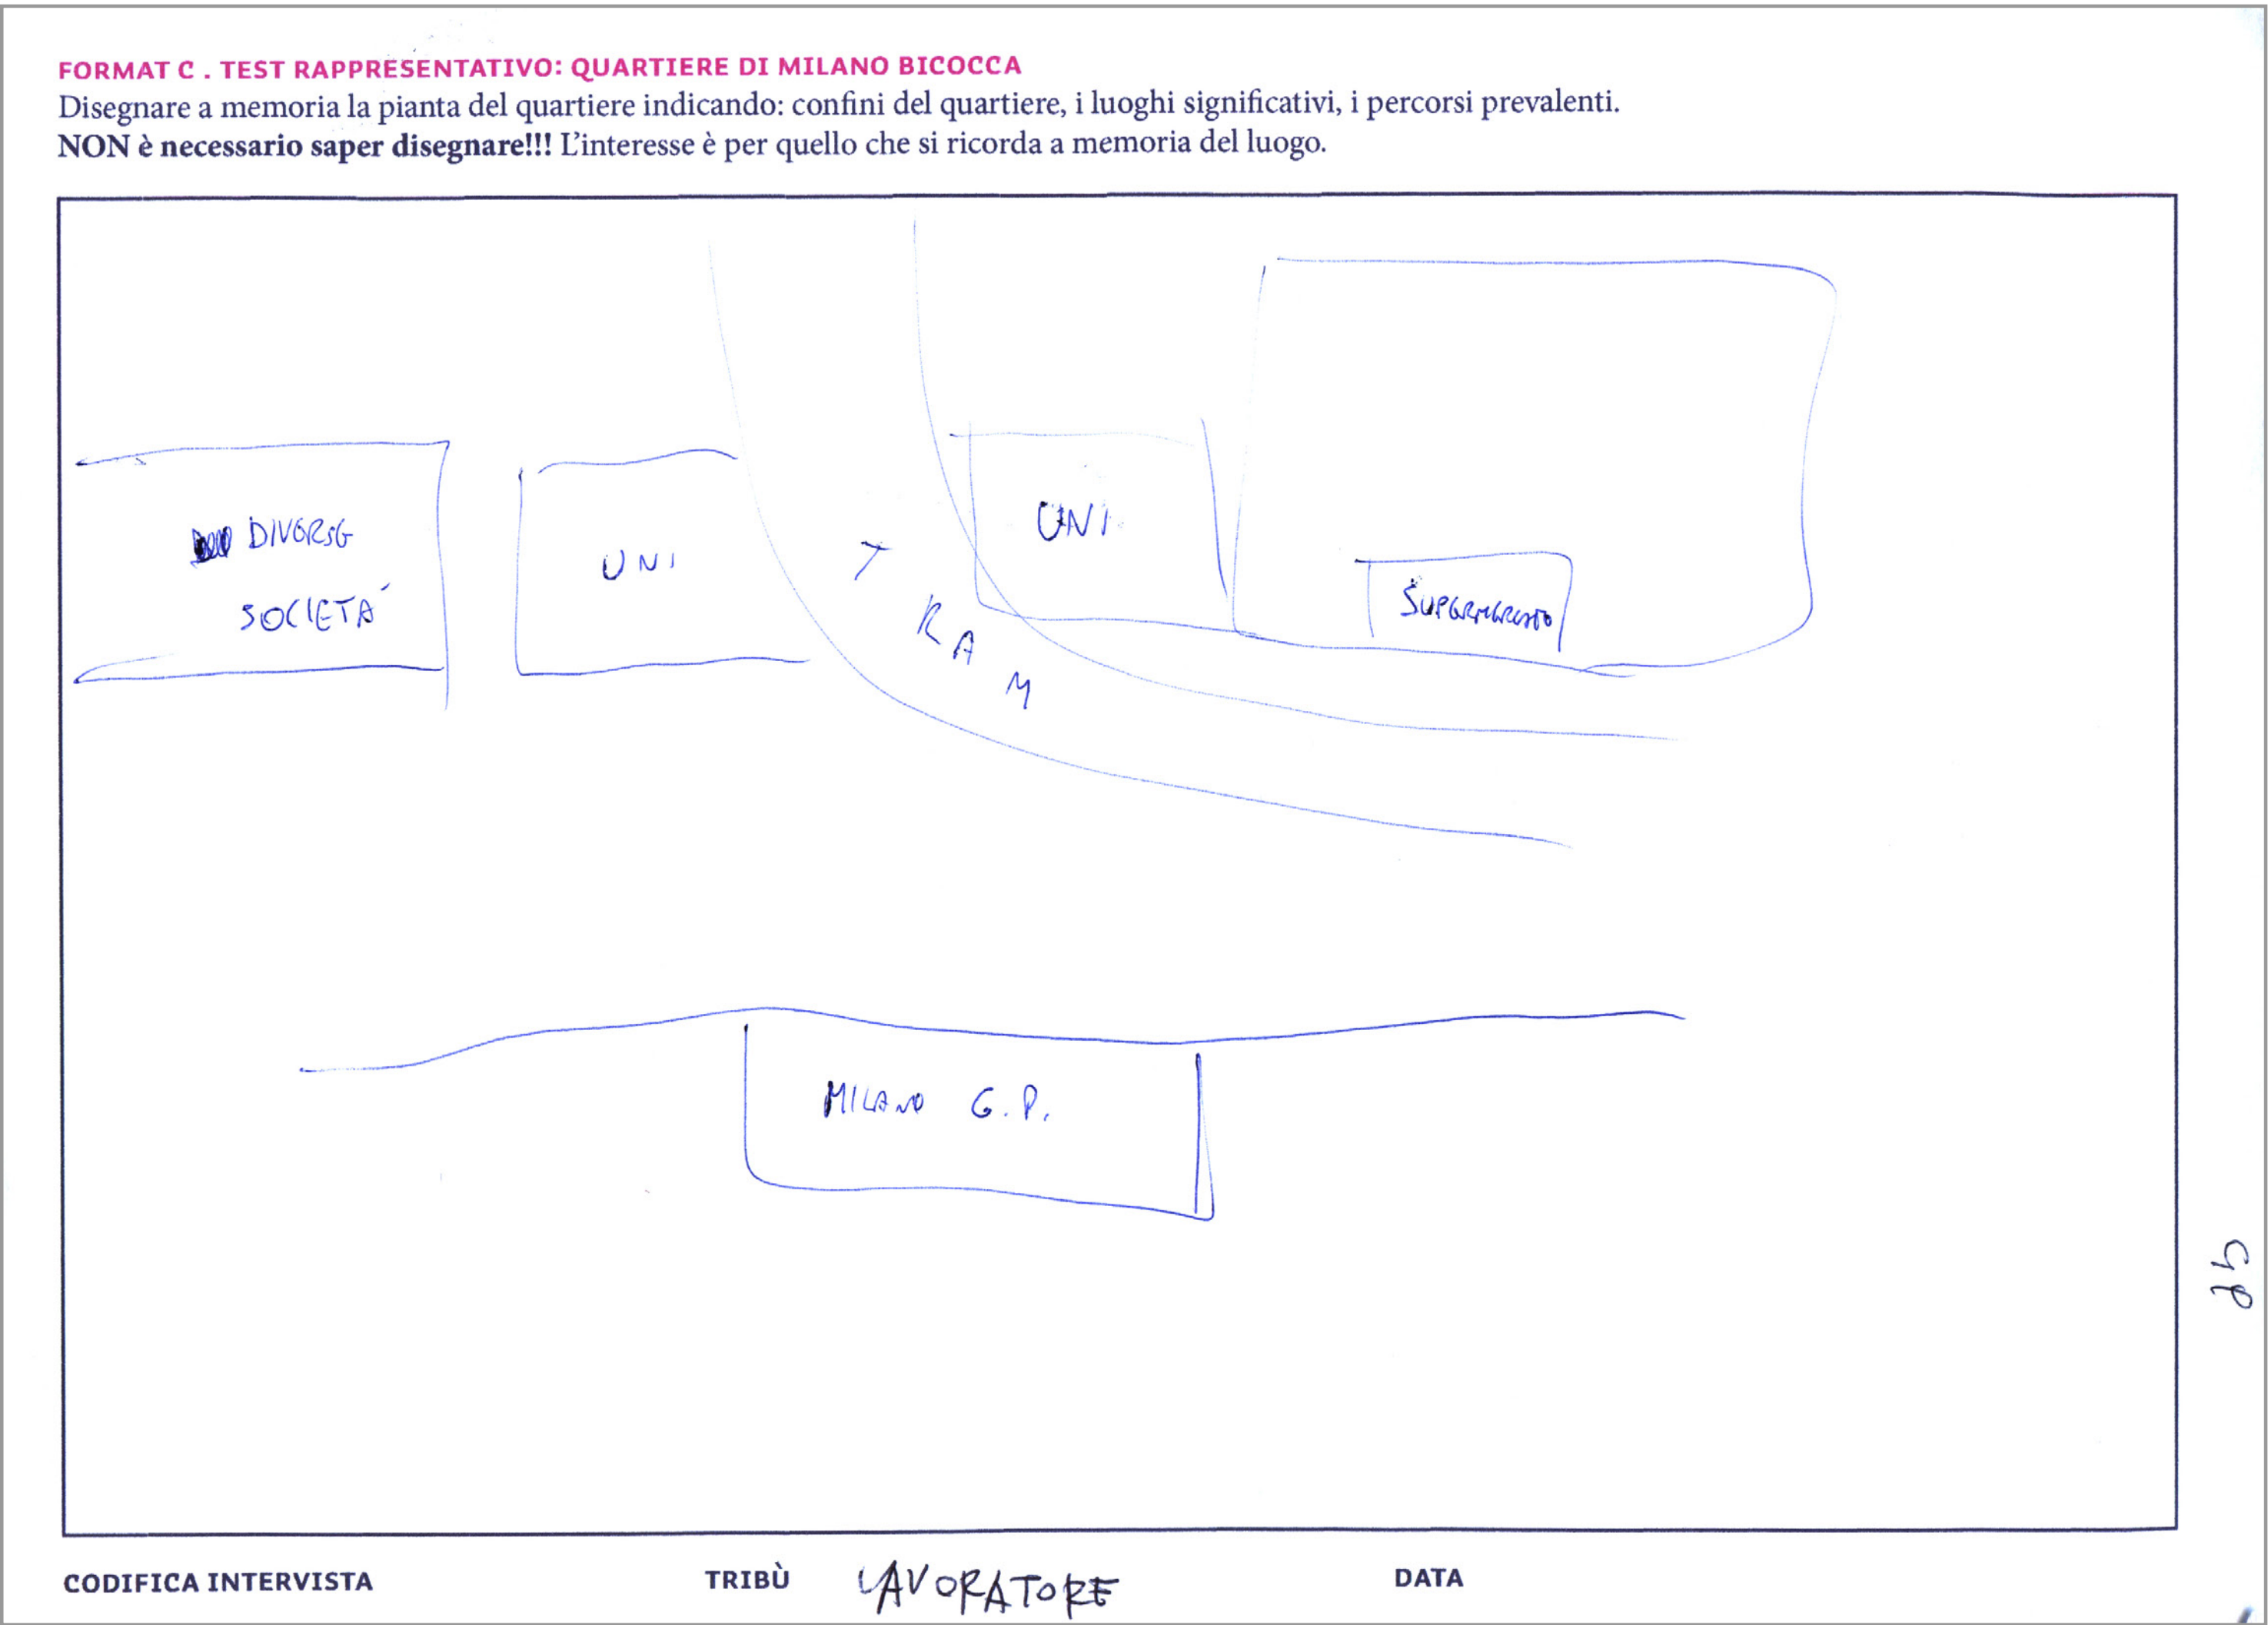 FORMAT C . TEST RAPPRESENTATIVO: QUARTIERE DI MILANO BICOCCA
Disegnare a memoria la pianta del quartiere indicando: confini del quartiere, i luoghi significativi, i percorsi prevalenti.
NON è necessario saper disegnare!!! L'interesse è per quello che si ricorda a memoria del luogo.
DIVERSE
SOCIETÀ
UNI
TRAM
UNI
SUPERMERCATO
MILANO G.P.
CODIFICA INTERVISTA
TRIBÙ LAVORATORE
DATA